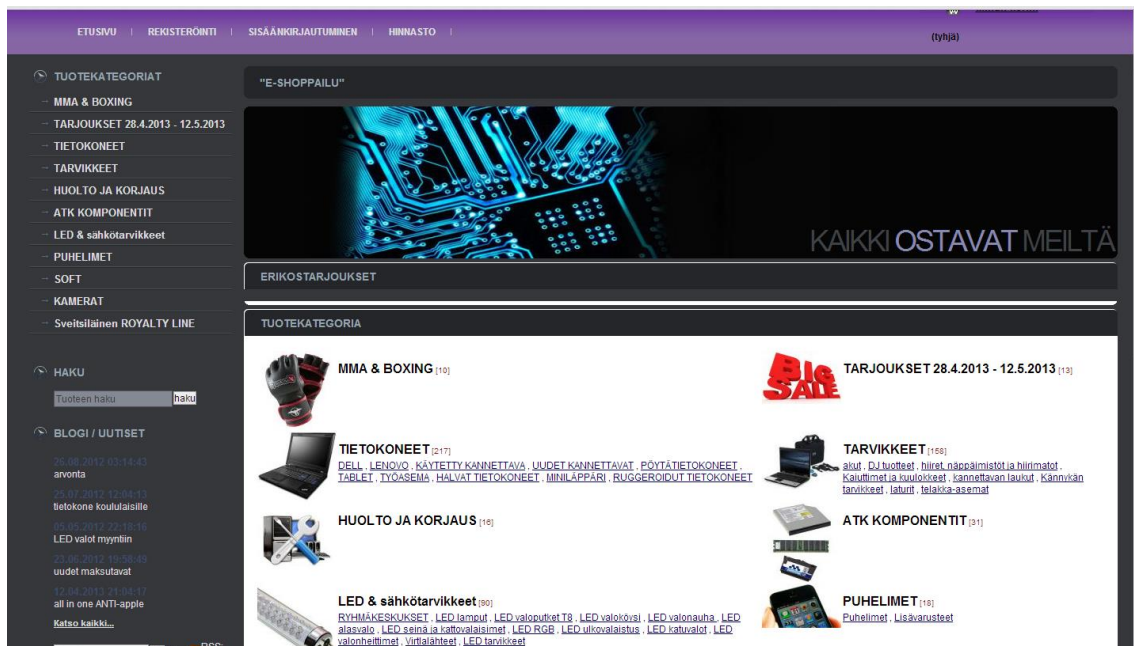 ETUSIVU | REKISTERÖINTI | SISÄÄNKIRJAUTUMINEN | HINNASTO |
(tyhjä)
TUOTEKATEGORIAT
MMA & BOXING
TARJOUKSET 28.4.2013 - 12.5.2013
TIETOKONEET
TARVIKKEET
HUOLTO JA KORJAUS
ATK KOMPONENTIT
LED & sähkötarvikkeet
PUHELIMET
SOFT
KAMERAT
Sveitsiläinen ROYALTY LINE
HAKU
Tuoteen haku haku
BLOGI / UUTISET
26.08.2012 03:14:43
arvonta
25.07.2012 12:04:13
tietokone koululaisille
05.05.2012 22:18:16
LED valot myyntiin
23.06.2012 19:58:49
uudet maksutavat
12.04.2013 21:04:17
all in one ANTI-apple
Katso kaikki...
RSS:
"E-SHOPPAILU"
KAIKKI OSTAVAT MEILTÄ
ERIKOSTARJOUKSET
TUOTEKATEGORIA
MMA & BOXING [10]
BIG SALE
TARJOUKSET 28.4.2013 - 12.5.2013 [13]
TIETOKONEET [217]
DELL , LENOVO , KÄYTETTY KANNETTAVA , UUDET KANNETTAVAT , PÖYTÄTIETOKONEET ,
TABLET , TYÖASEMA , HALVAT TIETOKONEET , MINILÄPPÄRI , RUGGEROIDUT TIETOKONEET
TARVIKKEET [158]
akut , DJ tuotteet , hiiret, näppäimistöt ja hiirimatot ,
Kaiuttimet ja kuulokkeet , kannettavan laukut , Kännvkän
tarvikkeet , laturit , telakka-asemat
HUOLTO JA KORJAUS [16]
ATK KOMPONENTIT [31]
LED & sähkötarvikkeet [90]
RYHMÄKESKUKSET , LED lamput , LED valoputket T8 , LED valoköysi , LED valonauha , LED
alasvalo , LED seinä ja kattovalaisimet , LED RGB , LED ulkovalaistus , LED katuvalot , LED
valonheittimet , Virtlalähteet , LED tarvikkeet
PUHELIMET [18]
Puhelimet , Lisävarusteet